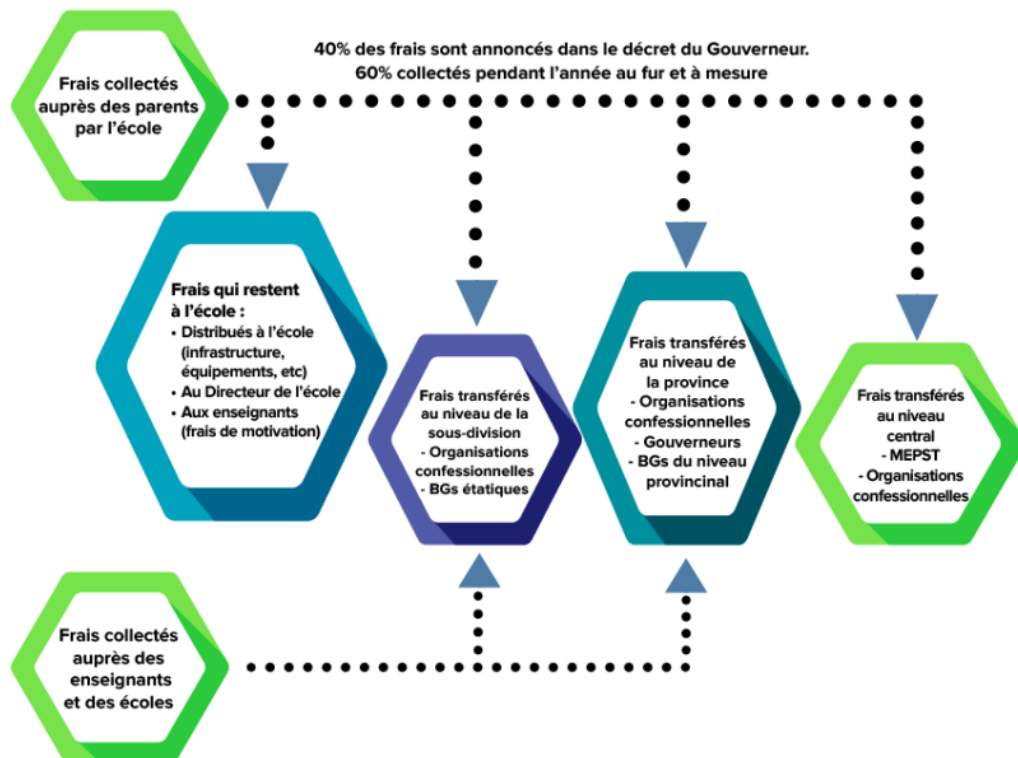 40% des frais sont annoncés dans le décret du Gouverneur.
60% collectés pendant l'année au fur et à mesure
Frais collectés
auprès des parents
par l'école
Frais qui restent
à l'école :
• Distribués à l'école
(infrastructure,
équipements, etc)
• Au Directeur de l'école
• Aux enseignants
(frais de motivation)
Frais transférés
au niveau de la
sous-division
- Organisations
confessionnelles
- BGs étatiques
Frais transférés
au niveau de
la province
- Organisations
confessionnelles
- Gouverneurs
- BGs du niveau
provincinal
Frais transférés
au niveau
central
- MEPST
- Organisations
confessionnelles
Frais collectés
auprès des
enseignants
et des écoles